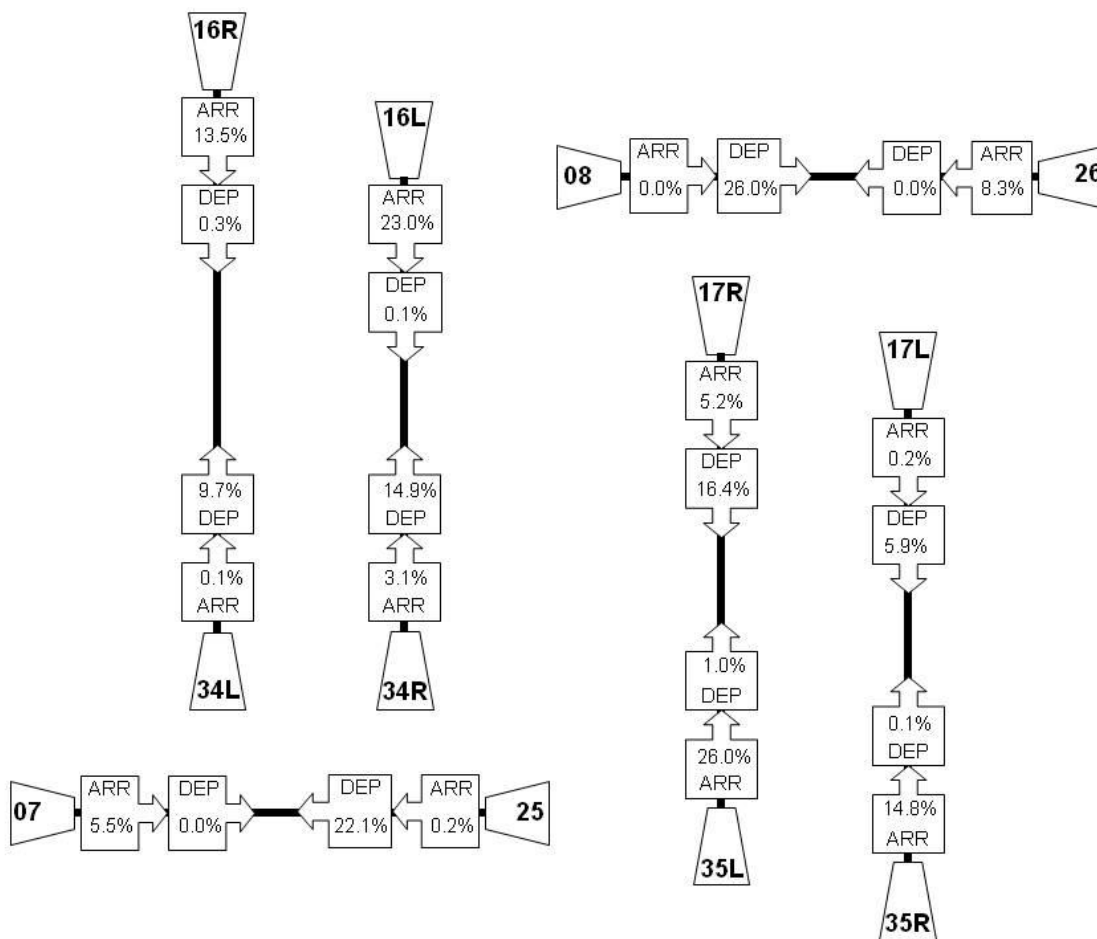 16R
ARR
13.5%
DEP
0.3%
9.7%
DEP
0.1%
ARR
34L
16L
ARR
23.0%
DEP
0.1%
14.9%
DEP
3.1%
ARR
34R
08
ARR
0.0%
DEP
26.0%
DEP
0.0%
ARR
8.3%
26
17R
ARR
5.2%
DEP
16.4%
1.0%
DEP
26.0%
ARR
35L
17L
ARR
0.2%
DEP
5.9%
0.1%
DEP
14.8%
ARR
35R
07
ARR
5.5%
DEP
0.0%
DEP
22.1%
ARR
0.2%
25